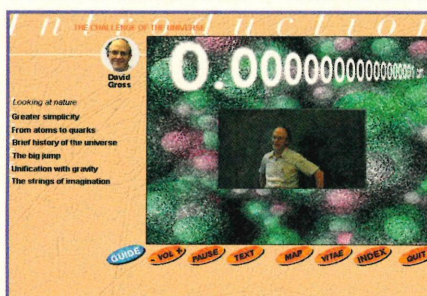 Introduction
THE CHALLENGE OF THE UNIVERSE
David
Gross
Looking at nature
Greater simplicity
From atoms to quarks
Brief history of the universe
The big jump
Unification with gravity
The strings of imagination
GUIDE
PAUSE
TEXT
MAP
VITAE
INDEX
QUIT